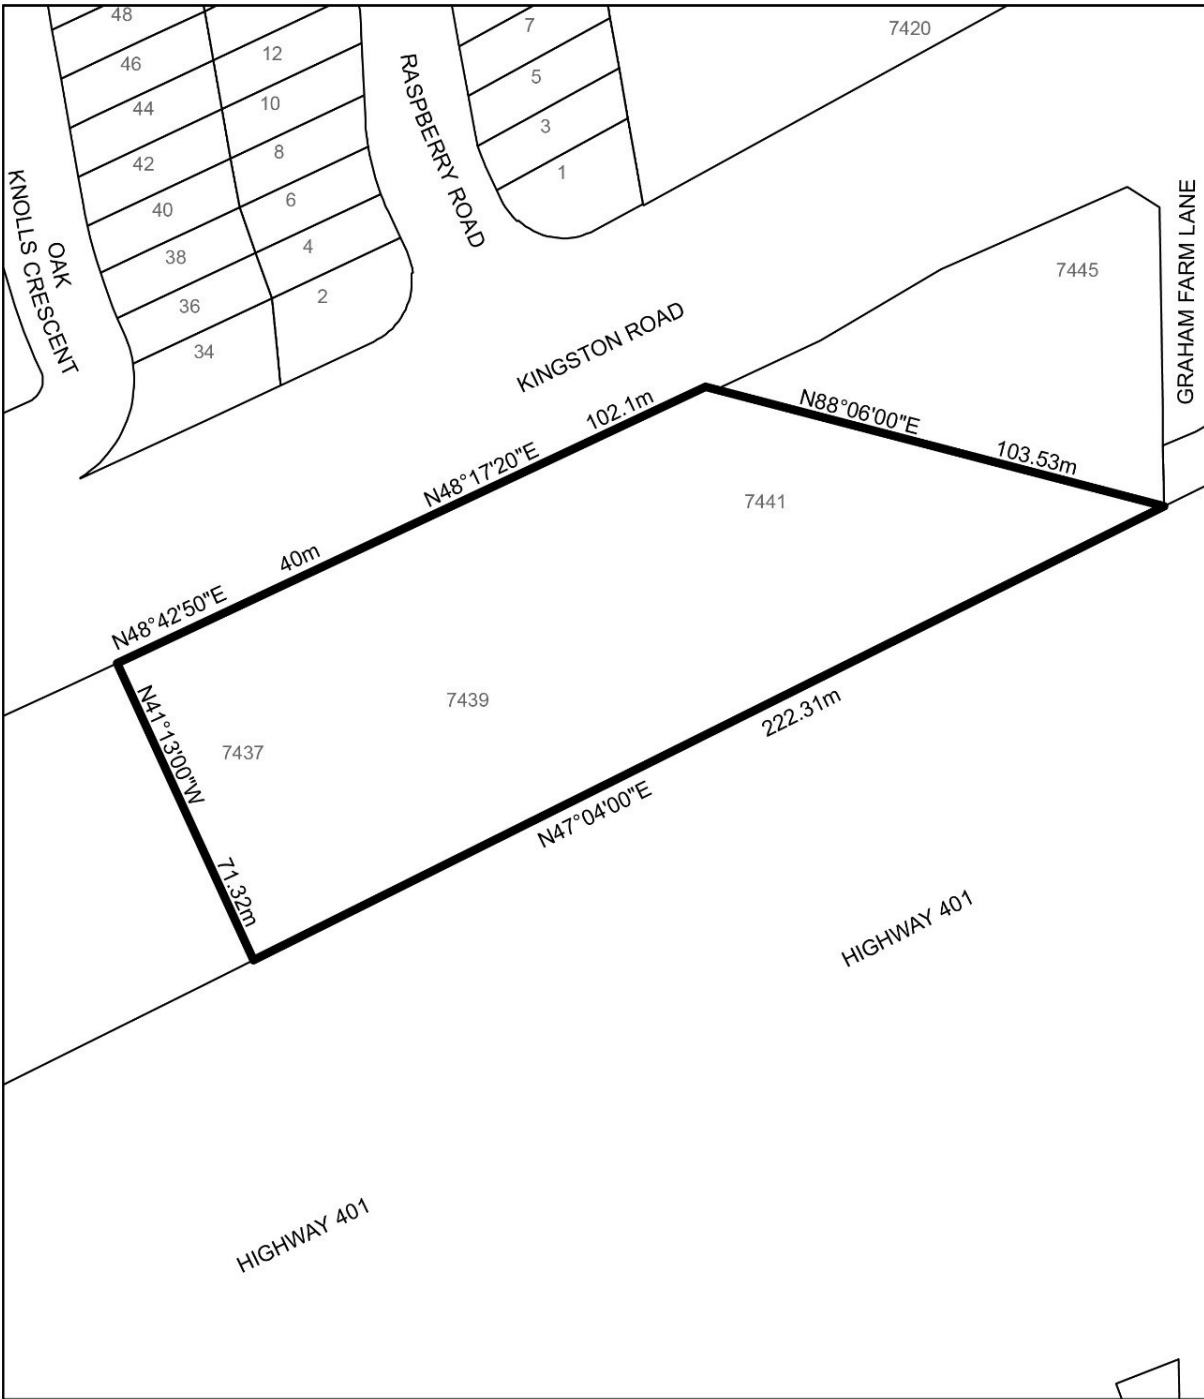 48
46
44
42
40
38
36
34
12
10
8
6
4
2
7
5
3
1
7420
7445
OAK
KNOLLS CRESCENT
RASPBERRY ROAD
GRAHAM FARM LANE
KINGSTON ROAD
N48°42'50"E
40m
N48°17'20"E
102.1m
N88°06'00"E
103.53m
7441
7439
7437
N41°13'00"W
71.32m
N47°04'00"E
222.31m
HIGHWAY 401
HIGHWAY 401